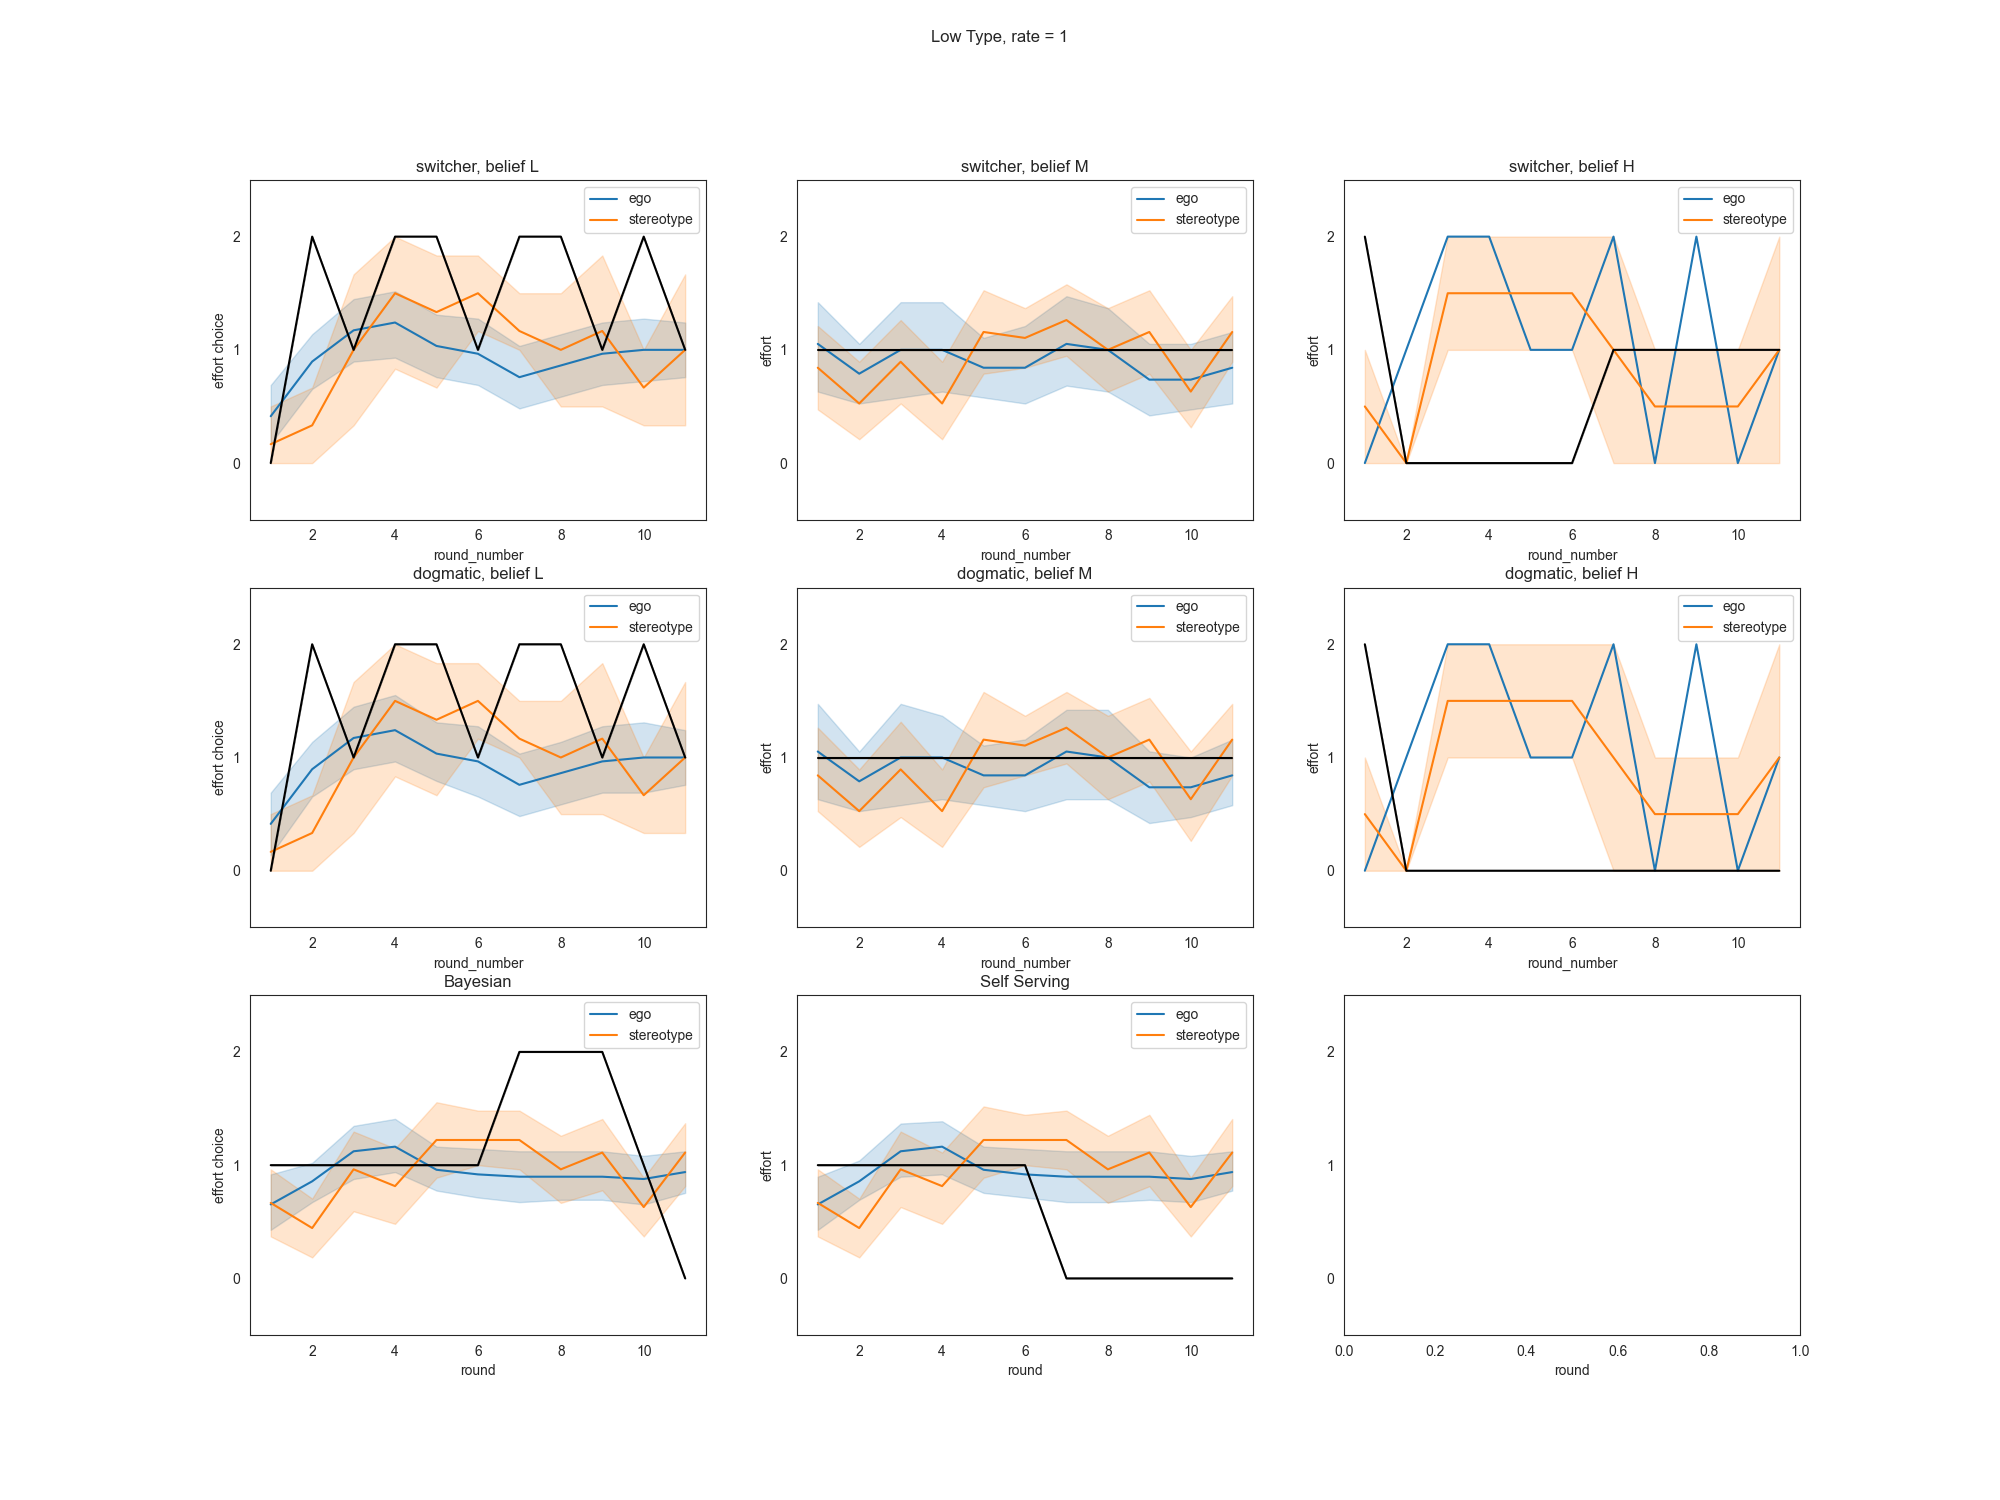 Low Type, rate = 1
switcher, belief L
ego
stereotype
2
1
0
effort choice
2 4 6 8 10
round_number
switcher, belief M
ego
stereotype
2
1
0
effort
2 4 6 8 10
round_number
switcher, belief H
ego
stereotype
2
1
0
effort
2 4 6 8 10
round_number
dogmatic, belief L
ego
stereotype
2
1
0
effort choice
2 4 6 8 10
round_number
dogmatic, belief M
ego
stereotype
2
1
0
effort
2 4 6 8 10
round_number
dogmatic, belief H
ego
stereotype
2
1
0
effort
2 4 6 8 10
round_number
Bayesian
ego
stereotype
2
1
0
effort choice
2 4 6 8 10
round
Self Serving
ego
stereotype
2
1
0
effort
2 4 6 8 10
round
2
1
0
0.0 0.2 0.4 0.6 0.8 1.0
round